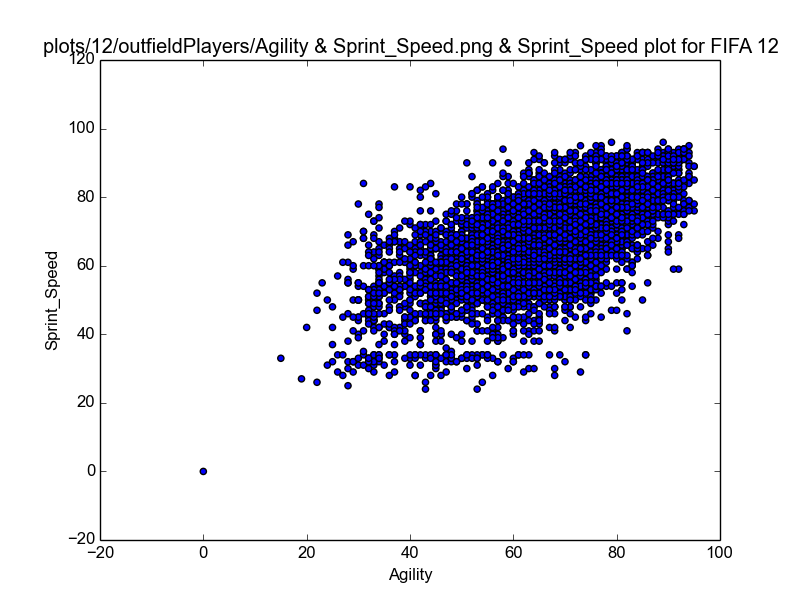 plots/12/outfieldPlayers/Agility & Sprint_Speed.png & Sprint_Speed plot for FIFA 12
120
100
80
60
40
20
0
−20
Sprint_Speed
−20 0 20 40 60 80 100
Agility